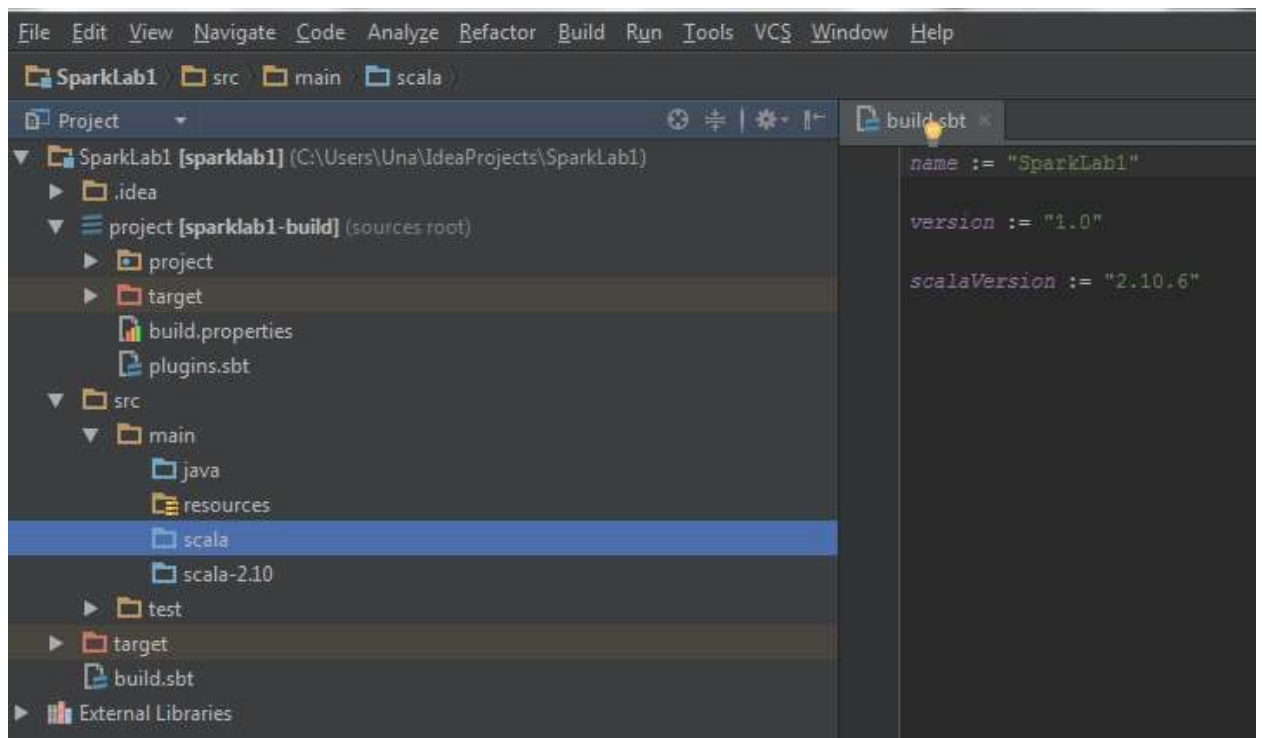 File Edit View Navigate Code Analyze Refactor Build Run Tools VCS Window Help
SparkLab1 src main scala
Project
build.sbt
SparkLab1 [sparklab1] (C:\Users\Una\IdeaProjects\SparkLab1)
.idea
project [sparklab1-build] (sources root)
project
target
build.properties
plugins.sbt
src
main
java
resources
scala
scala-2.10
test
target
build.sbt
External Libraries
name := "SparkLab1"
version := "1.0"
scalaVersion := "2.10.6"